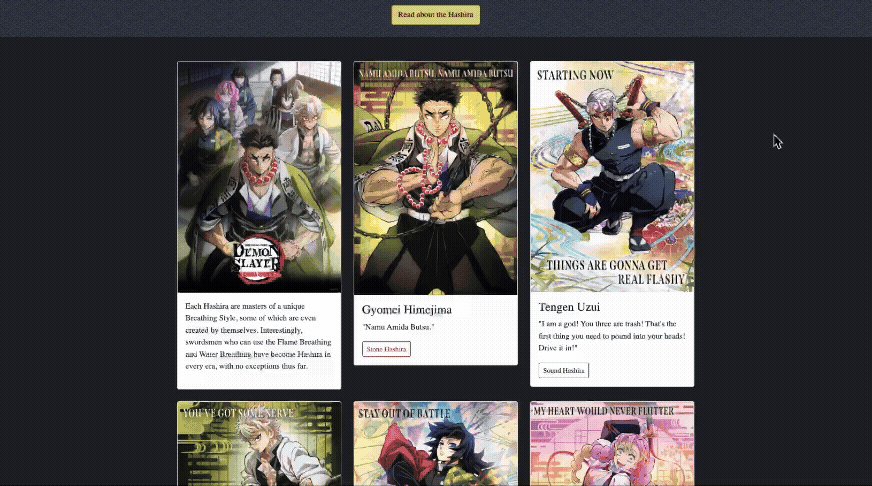 Read about the Hashira
DEMON
SLAYER
Each Hashira are masters of a unique
Breathing Style, some of which are even
created by themselves. Interestingly,
swordsmen who can use the Flame Breathing
and Water Breathing have become Hashira in
every era, with no exceptions thus far.
NAMU AMIDA BUTSU, NAMU AMIDA BUTSU
Gyomei Himejima
"Namu Amida Butsu."
Stone Hashira
STARTING NOW
THINGS ARE GONNA GET
REAL FLASHY
Tengen Uzui
"I am a god! You three are trash! That's the
first thing you need to pound into your heads!
Drive it in!"
Sound Hashira
YOU'VE GOT SOME NERVE
STAY OUT OF BATTLE
MY HEART WOULD NEVER FLUTTER